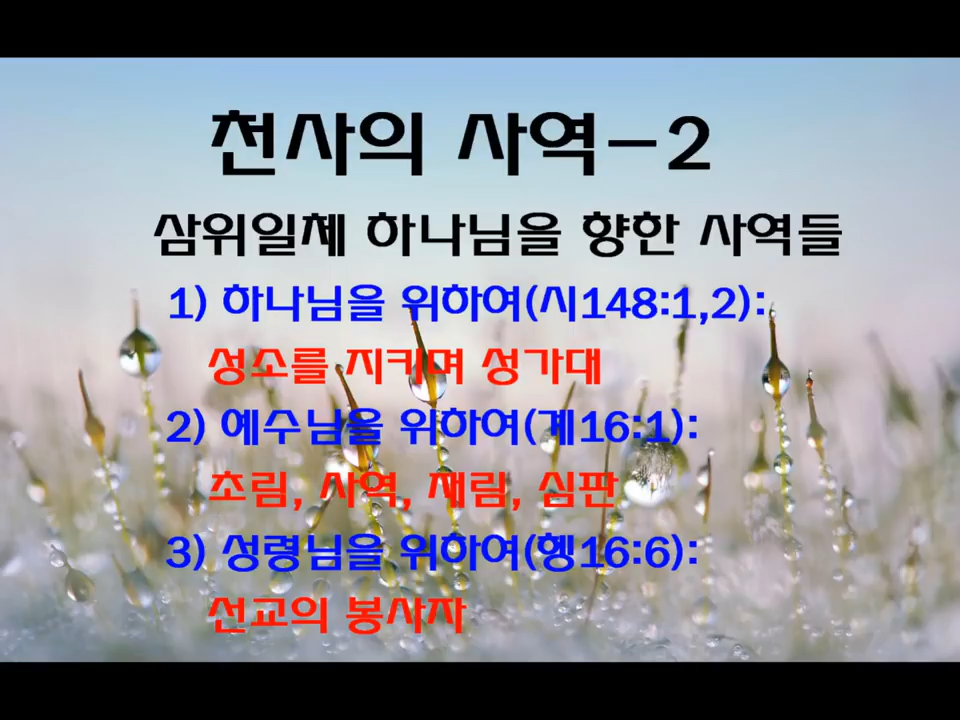 천사의 사역-2
삼위일체 하나님을 향한 사역들
1) 하나님을 위하여(시148:1,2):
성소를 지키며 성가대
2) 예수님을 위하여(계16:1):
초림, 사역, 재림, 심판
3) 성령님을 위하여(행16:6):
선교의 봉사자